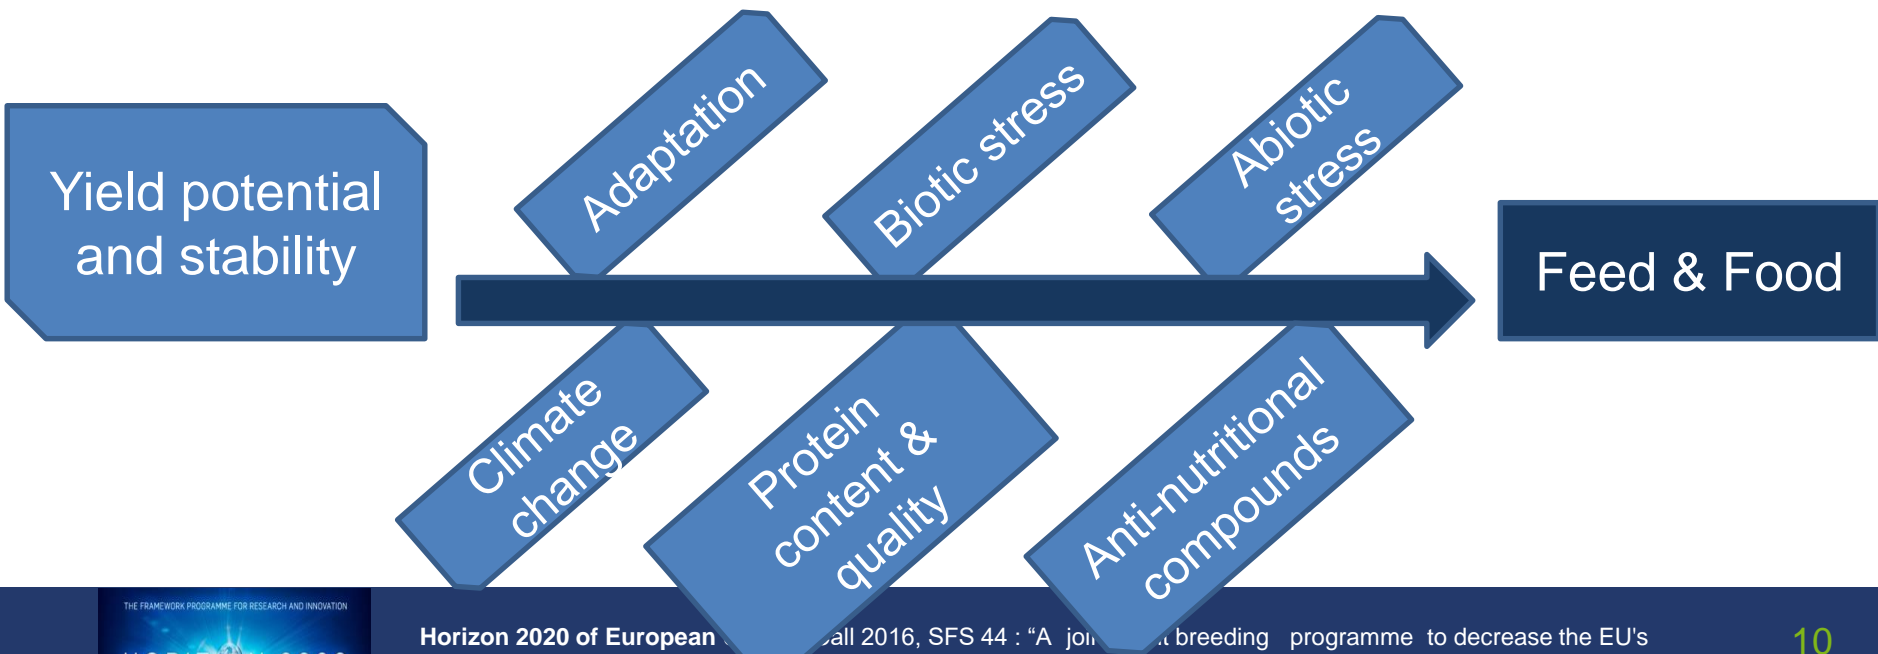 Yield potential
and stability
Adaptation
Biotic stress
Abiotic
stress
Feed & Food
Climate
change
Protein
content &
quality
Anti-nutritional
compounds
THE FRAMEWORK PROGRAMME FOR RESEARCH AND INNOVATION
Horizon 2020 of European all 2016, SFS 44 : “A breeding programme to decrease the EU's
10